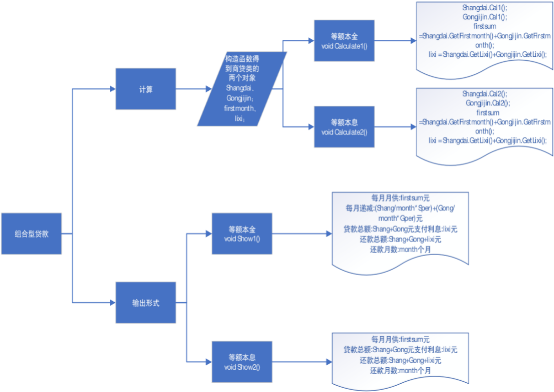 组合型贷款
计算
构造函数得
到商贷类的
两个对象
Shangdai、
Gongjijin;
firstmonth、
lixi;
等额本金
void Calculate1()
Shangdai.Cal1();
Gongjijin.Cal1();
firstsum
=Shangdai.GetFirstmonth()+Gongjijin.GetFirstm
onth();
lixi =Shangdai.GetLixi()+Gongjijin.GetLixi();
等额本息
void Calculate2()
Shangdai.Cal2();
Gongjijin.Cal2();
firstsum
=Shangdai.GetFirstmonth()+Gongjijin.GetFirstm
onth();
lixi =Shangdai.GetLixi()+Gongjijin.GetLixi();
输出形式
等额本金
void Show1()
每月月供:firstsum元
每月递减:(Shang/month*Sper)+(Gong/
month*Gper)元
贷款总额:Shang+Gong元支付利息:lixi元
还款总额:Shang+Gong+lixi元
还款月数:month个月
等额本息
void Show2()
每月月供:firstsum元
贷款总额:Shang+Gong元支付利息:lixi元
还款总额:Shang+Gong+lixi元
还款月数:month个月